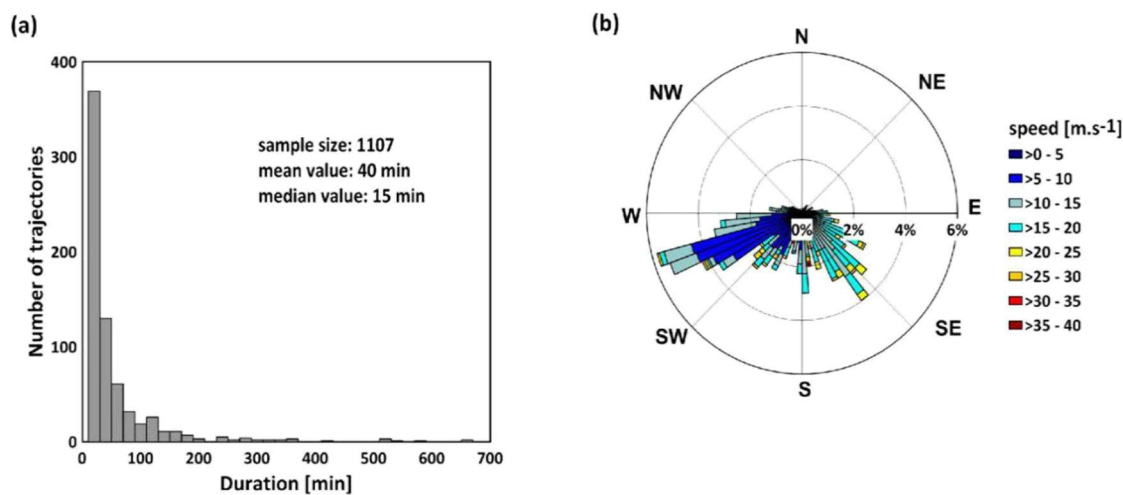 (a)
400
300
200
100
0
Number of trajectories
sample size: 1107
mean value: 40 min
median value: 15 min
0 100 200 300 400 500 600 700
Duration [min]
(b)
N
NW
NE
W
E
0% 2% 4% 6%
SW
SE
S
speed [m.s-1]
>0 - 5
>5 - 10
>10 - 15
>15 - 20
>20 - 25
>25 - 30
>30 - 35
>35 - 40